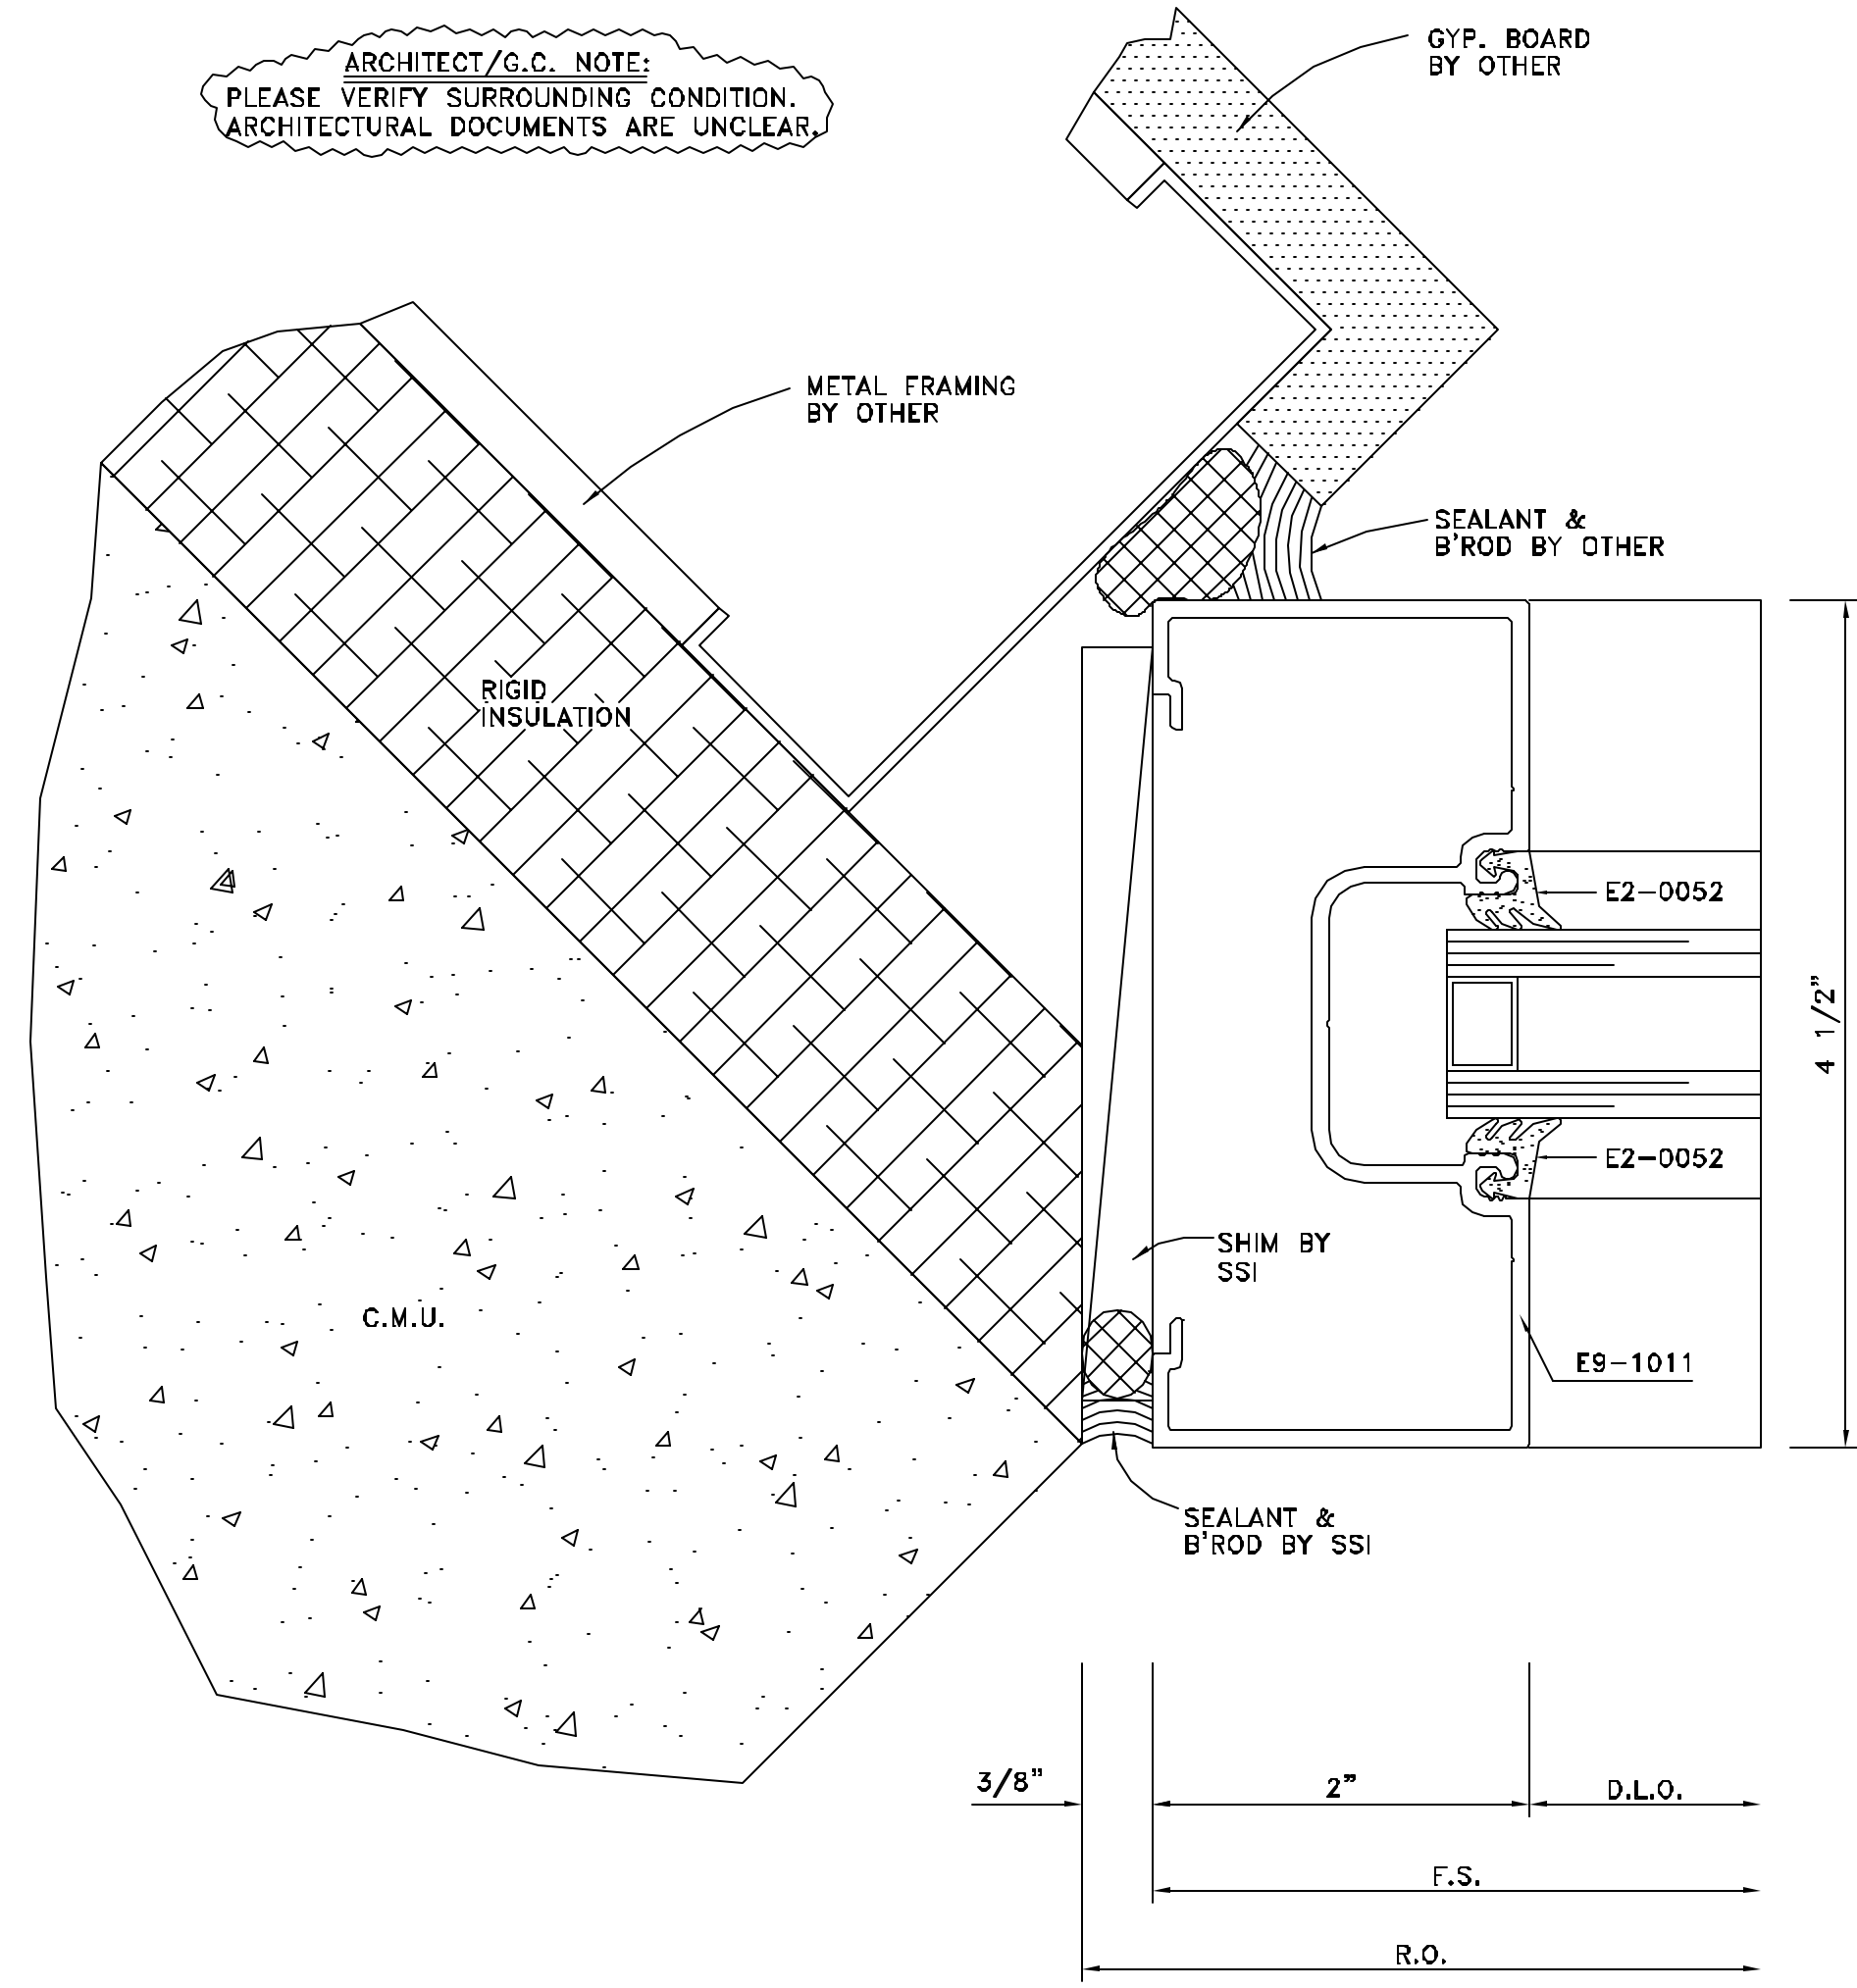 ARCHITECT/G.C. NOTE:
PLEASE VERIFY SURROUNDING CONDITION.
ARCHITECTURAL DOCUMENTS ARE UNCLEAR.
GYP. BOARD
BY OTHER
METAL FRAMING
BY OTHER
SEALANT &
B'ROD BY OTHER
RIGID
INSULATION
E2-0052
4 1/2"
E2-0052
SHIM BY
SSI
C.M.U.
E9-1011
SEALANT &
B'ROD BY SSI
3/8"
2"
D.L.O.
F.S.
R.O.